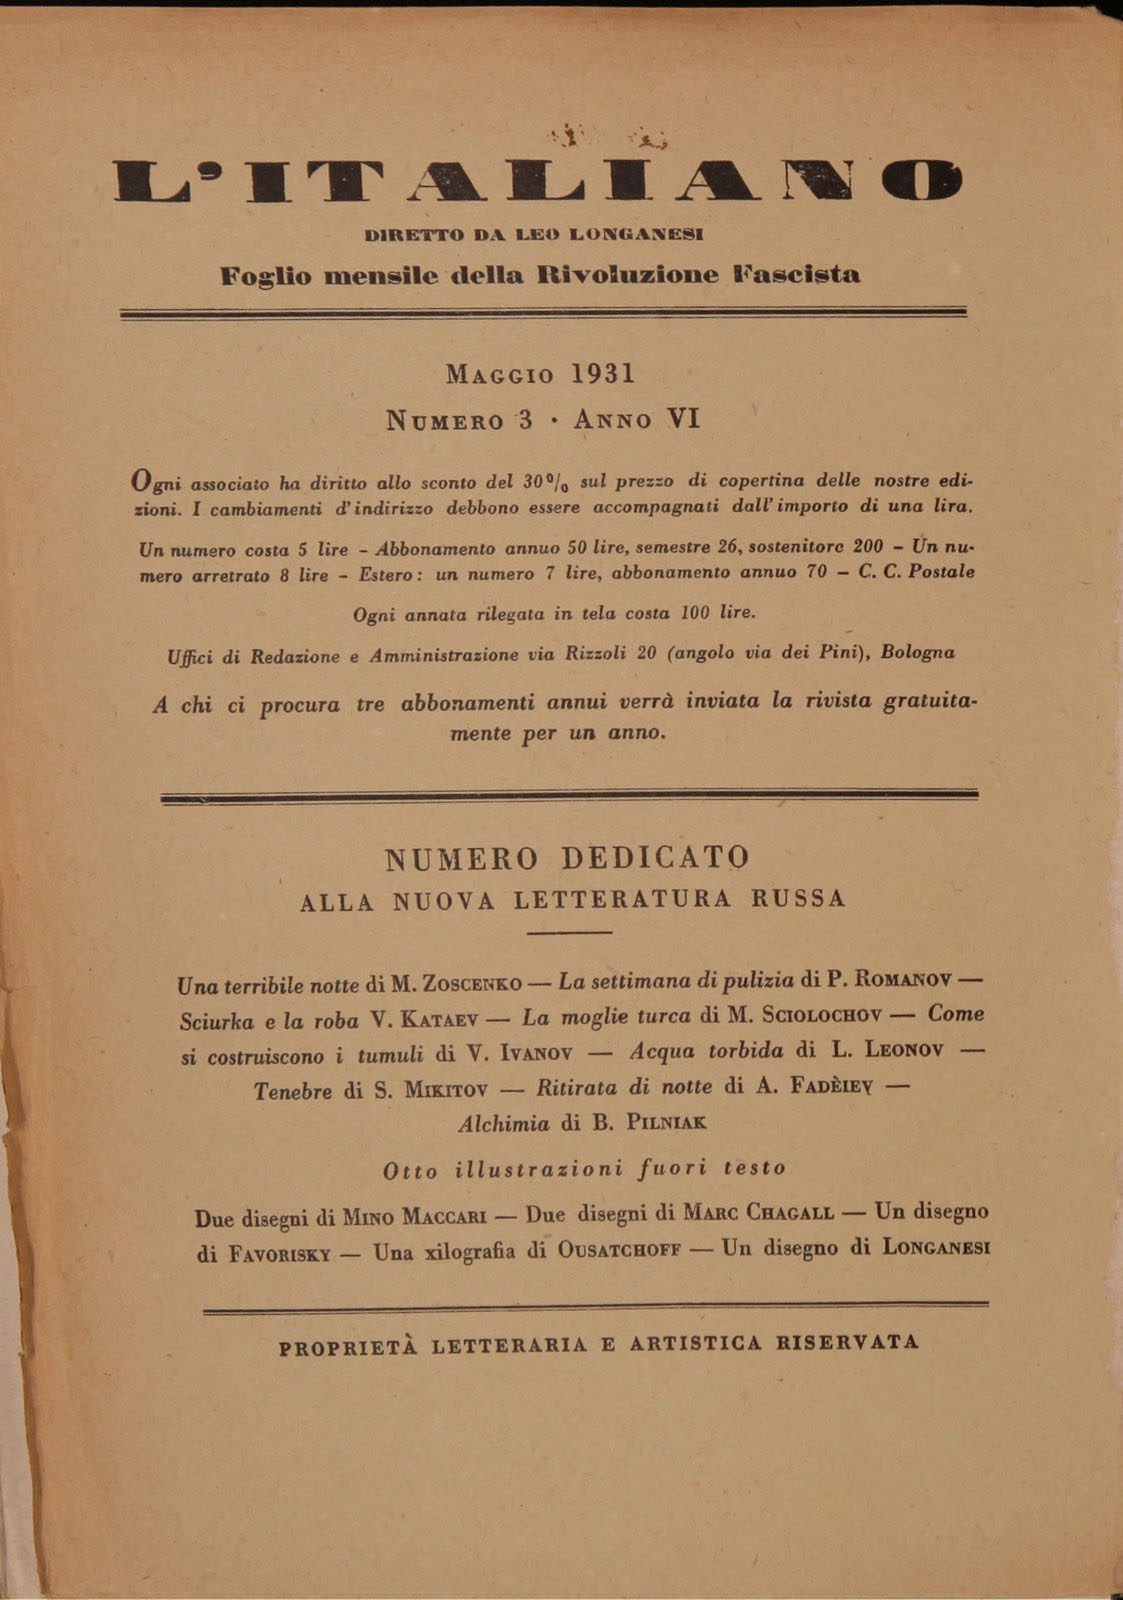 L'ITALIANO
DIRETTO DA LEO LONGANESI
Foglio mensile della Rivoluzione Fascista
MAGGIO 1931
NUMERO 3 · ANNO VI
Ogni associato ha diritto allo sconto del 30% sul prezzo di copertina delle nostre edi-
zioni. I cambiamenti d'indirizzo debbono essere accompagnati dall'importo di una lira.
Un numero costa 5 lire - Abbonamento annuo 50 lire, semestre 26, sostenitore 200 - Un nu-
mero arretrato 8 lire - Estero: un numero 7 lire, abbonamento annuo 70 - C. C. Postale
Ogni annata rilegata in tela costa 100 lire.
Uffici di Redazione e Amministrazione via Rizzoli 20 (angolo via dei Pini), Bologna
A chi ci procura tre abbonamenti annui verrà inviata la rivista gratuita-
mente per un anno.
NUMERO DEDICATO
ALLA NUOVA LETTERATURA RUSSA
Una terribile notte di M. ZOSCENKO — La settimana di pulizia di P. ROMANOV —
Sciurka e la roba V. KATAEV — La moglie turca di M. SCIOLOCHOV — Come
si costruiscono i tumuli di V. IVANOV — Acqua torbida di L. LEONOV —
Tenebre di S. MIKITOV — Ritirata di notte di A. FADÈIEV —
Alchimia di B. PILNIAK
Otto illustrazioni fuori testo
Due disegni di MINO MACCARI — Due disegni di MARC CHAGALL — Un disegno
di FAVORISKY — Una xilografia di OUSATCHOFF — Un disegno di LONGANESI
PROPRIETÀ LETTERARIA E ARTISTICA RISERVATA